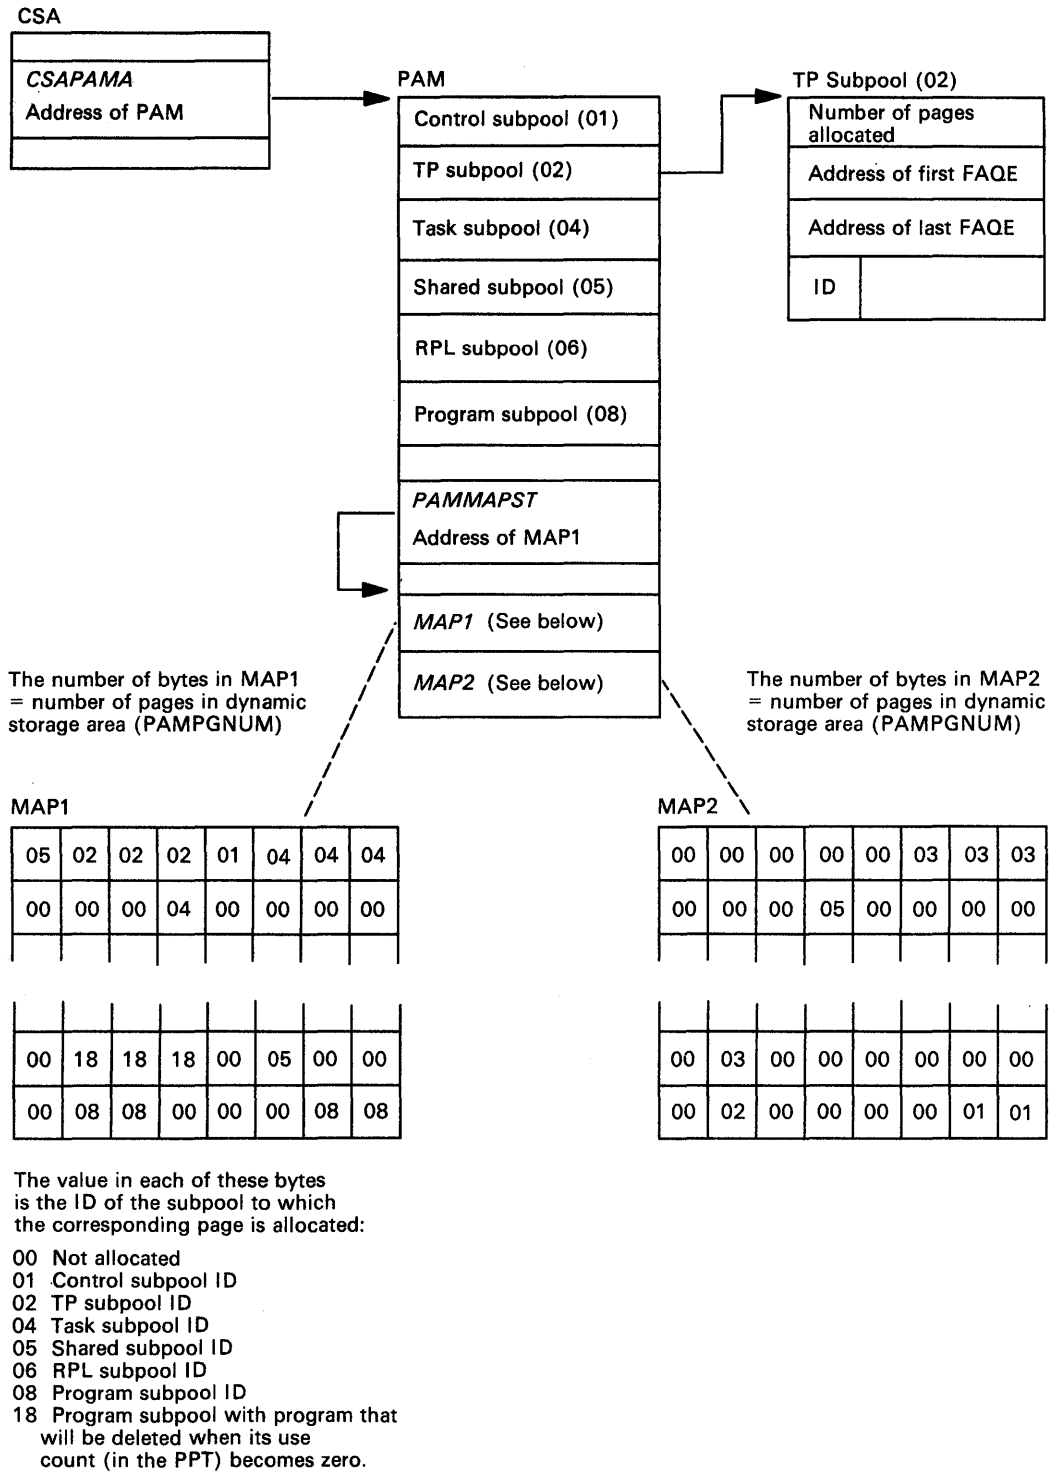 CSA
CSAPAMA
Address of PAM
PAM
Control subpool (01)
TP subpool (02)
Task subpool (04)
Shared subpool (05)
RPL subpool (06)
Program subpool (08)
PAMMAPST
Address of MAP1
MAP1 (See below)
MAP2 (See below)
TP Subpool (02)
Number of pages
allocated
Address of first FAQE
Address of last FAQE
ID
The number of bytes in MAP1
= number of pages in dynamic
storage area (PAMPGNUM)
The number of bytes in MAP2
= number of pages in dynamic
storage area (PAMPGNUM)
MAP1
05 02 02 02 01 04 04 04
00 00 00 04 00 00 00 00
00 18 18 18 00 05 00 00
00 08 08 00 00 00 08 08
MAP2
00 00 00 00 00 03 03 03
00 00 00 05 00 00 00 00
00 03 00 00 00 00 00 00
00 02 00 00 00 00 01 01
The value in each of these bytes
is the ID of the subpool to which
the corresponding page is allocated:
00 Not allocated
01 Control subpool ID
02 TP subpool ID
04 Task subpool ID
05 Shared subpool ID
06 RPL subpool ID
08 Program subpool ID
18 Program subpool with program that
will be deleted when its use
count (in the PPT) becomes zero.